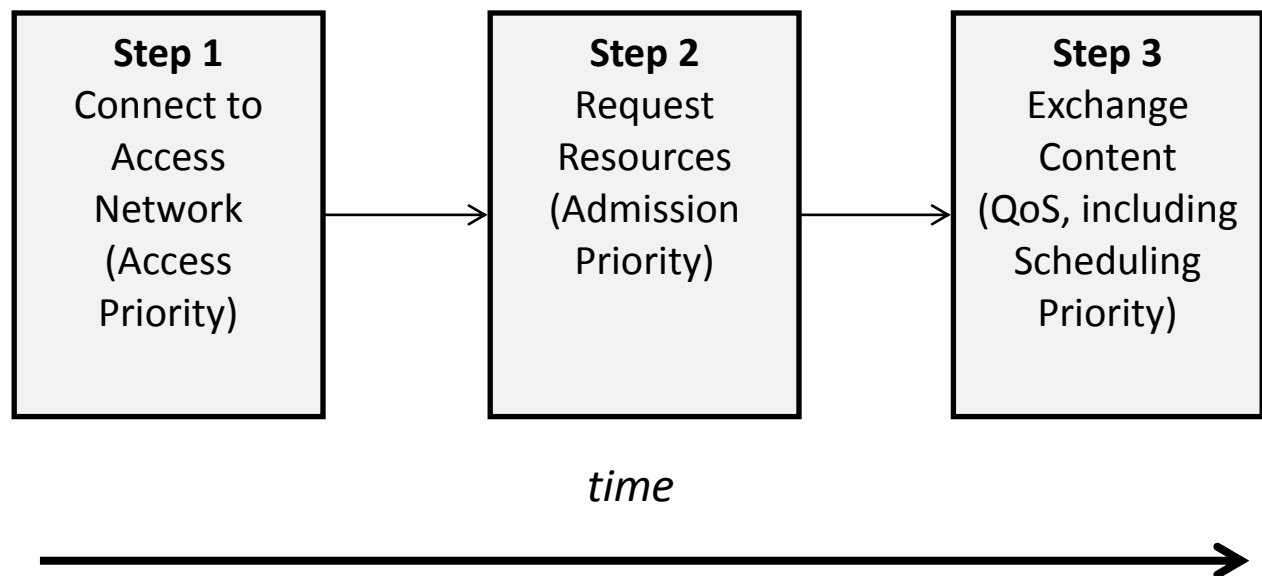 Step 1
Connect to
Access
Network
(Access
Priority)
Step 2
Request
Resources
(Admission
Priority)
Step 3
Exchange
Content
(QoS, including
Scheduling
Priority)
time